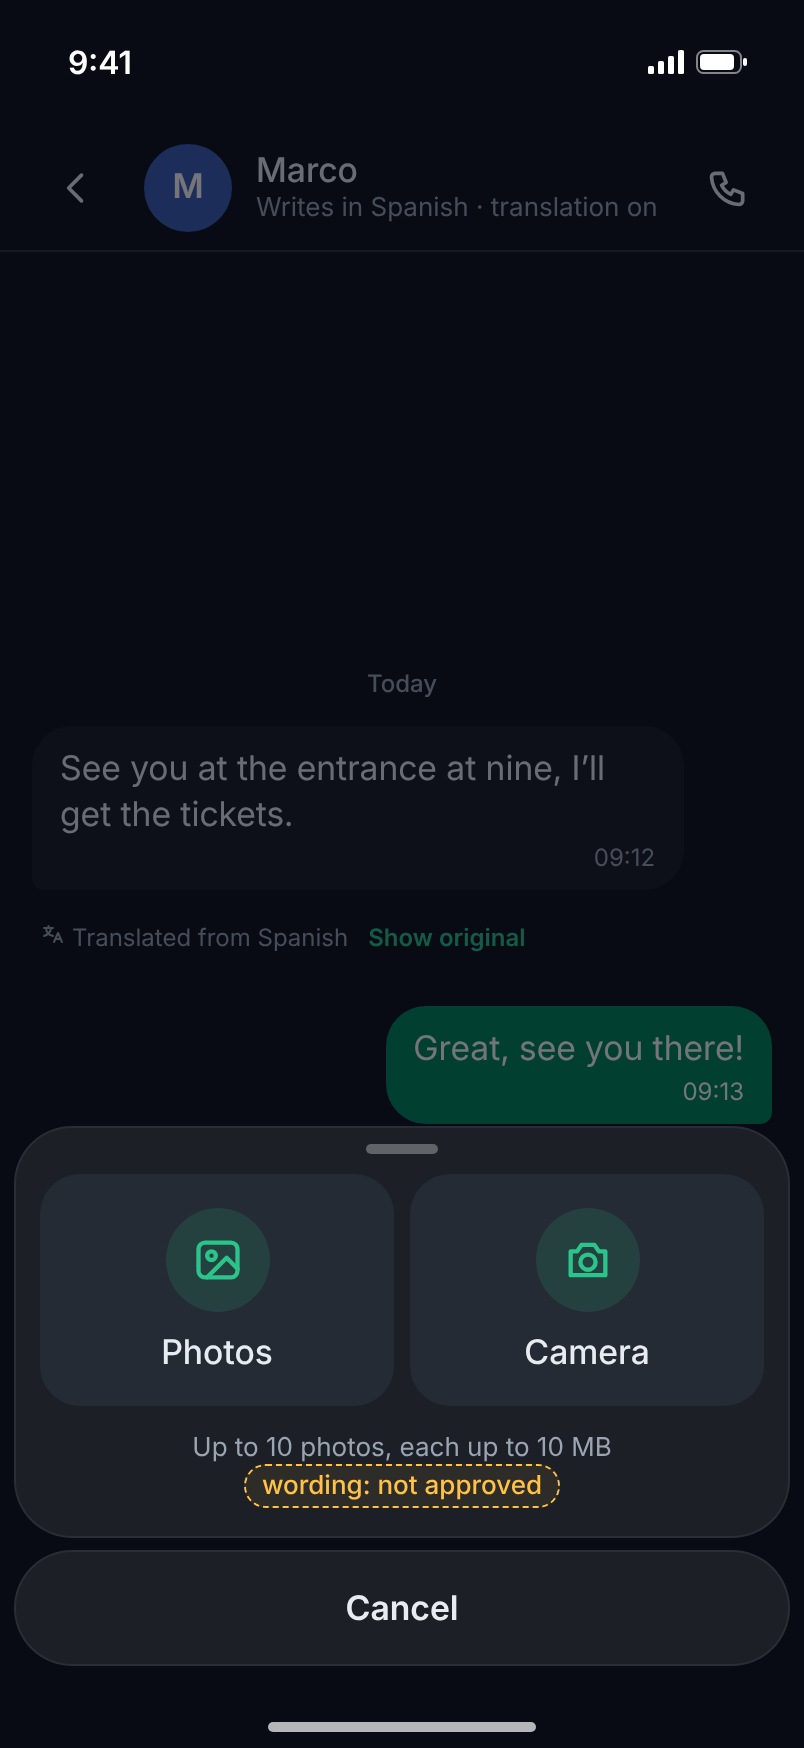 9:41
M
Marco
Writes in Spanish · translation on
Today
See you at the entrance at nine, I’ll
get the tickets.
09:12
Translated from Spanish Show original
Great, see you there!
09:13
Photos
Camera
Up to 10 photos, each up to 10 MB
wording: not approved
Cancel